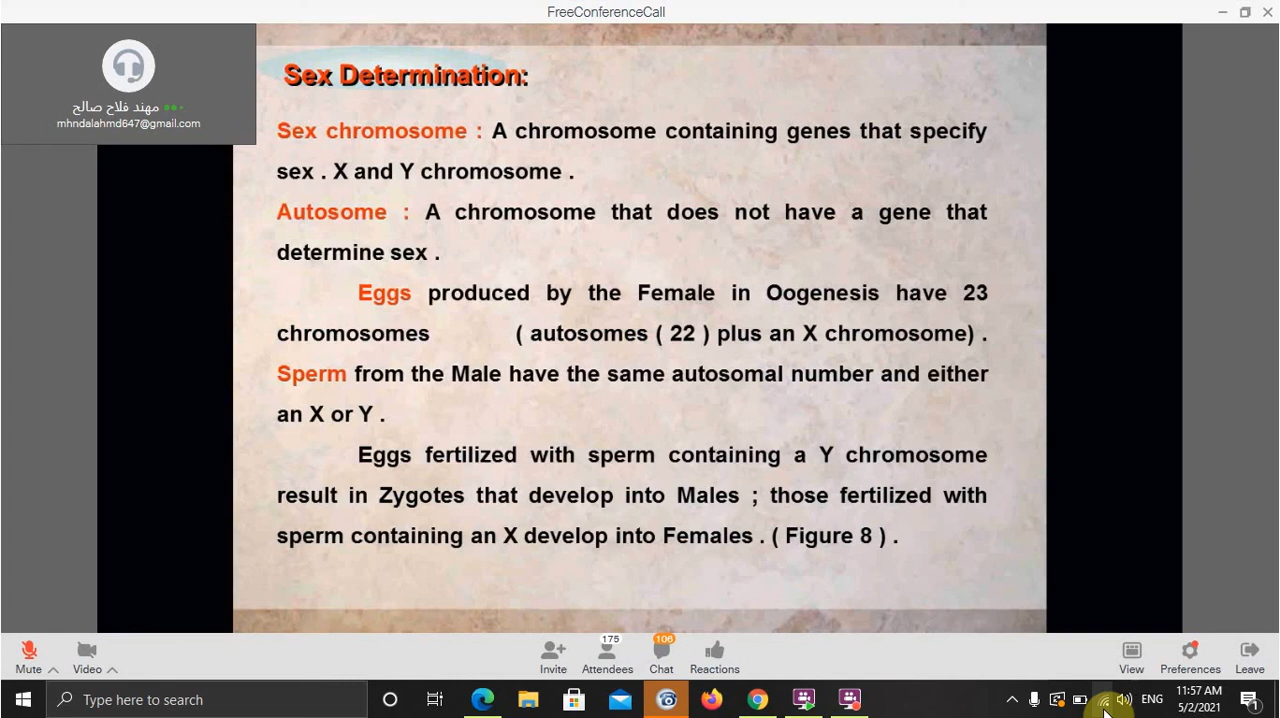 FreeConferenceCall
مهند فلاح صالح
mhndalahmd647@gmail.com
Sex Determination:
Sex chromosome : A chromosome containing genes that specify
sex . X and Y chromosome .
Autosome : A chromosome that does not have a gene that
determine sex .
Eggs produced by the Female in Oogenesis have 23
chromosomes ( autosomes ( 22 ) plus an X chromosome) .
Sperm from the Male have the same autosomal number and either
an X or Y .
Eggs fertilized with sperm containing a Y chromosome
result in Zygotes that develop into Males ; those fertilized with
sperm containing an X develop into Females . ( Figure 8 ) .
175 106
Mute Video Invite Attendees Chat Reactions View Preferences Leave
Type here to search
ENG
11:57 AM
5/2/2021
1